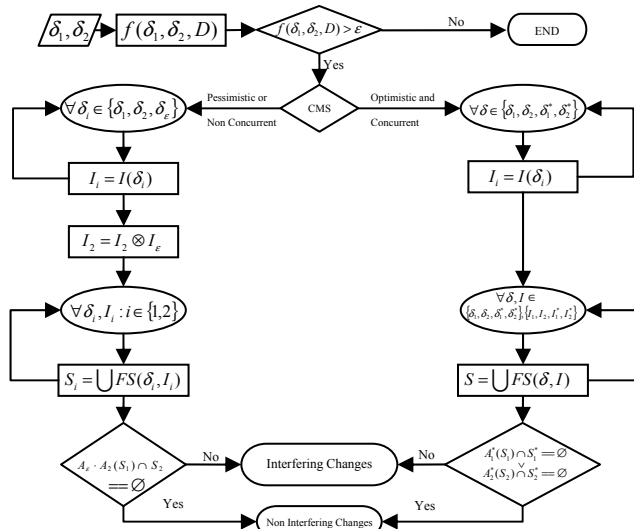 δ₁, δ₂
f(δ₁, δ₂, D)
f(δ₁, δ₂, D) > ε
No
END
Yes
CMS
Pessimistic or
Non Concurrent
Optimistic and
Concurrent
∀δᵢ ∈ {δ₁, δ₂, δ_ε}
∀δ ∈ {δ₁, δ₂, δ₁*, δ₂*}
Iᵢ = I(δᵢ)
Iᵢ = I(δᵢ)
I₂ = I₂ ⊗ I_ε
∀δᵢ, Iᵢ : i ∈ {1,2}
∀δ, I ∈
{δ₁, δ₂, δ₁*, δ₂*},{I₁, I₂, I₁*, I₂*}
Sᵢ = ⋃ FS(δᵢ, Iᵢ)
S = ⋃ FS(δ, I)
A_ε · A₂(S₁) ∩ S₂
== ∅
No
Interfering Changes
No
A₁*(S₁) ∩ S₁* == ∅
∨
A₂*(S₂) ∩ S₂* == ∅
Yes
Non Interfering Changes
Yes